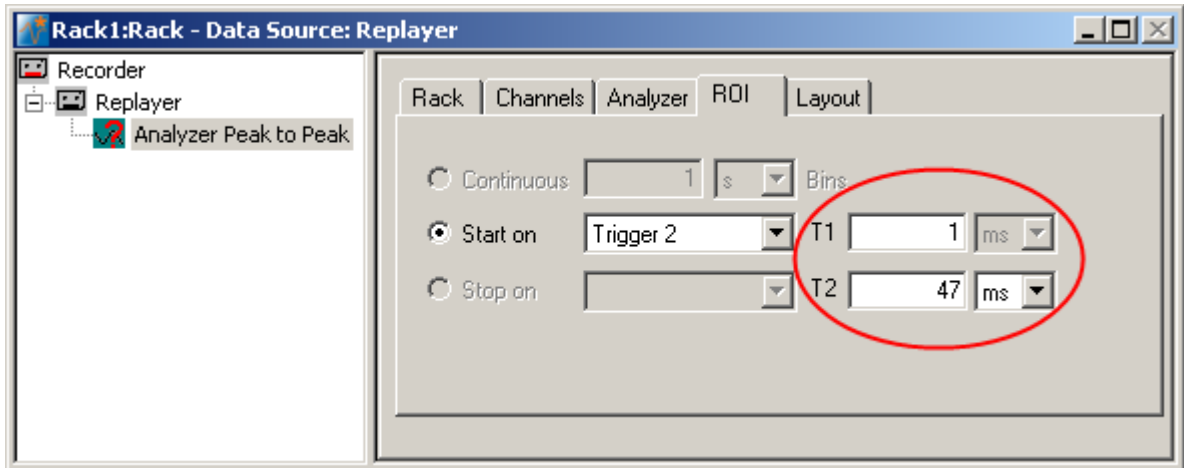 Rack1:Rack - Data Source: Replayer
Recorder
Replayer
Analyzer Peak to Peak
Rack Channels Analyzer ROI Layout
Continuous 1 s Bins
Start on Trigger 2 T1 1 ms
Stop on T2 47 ms